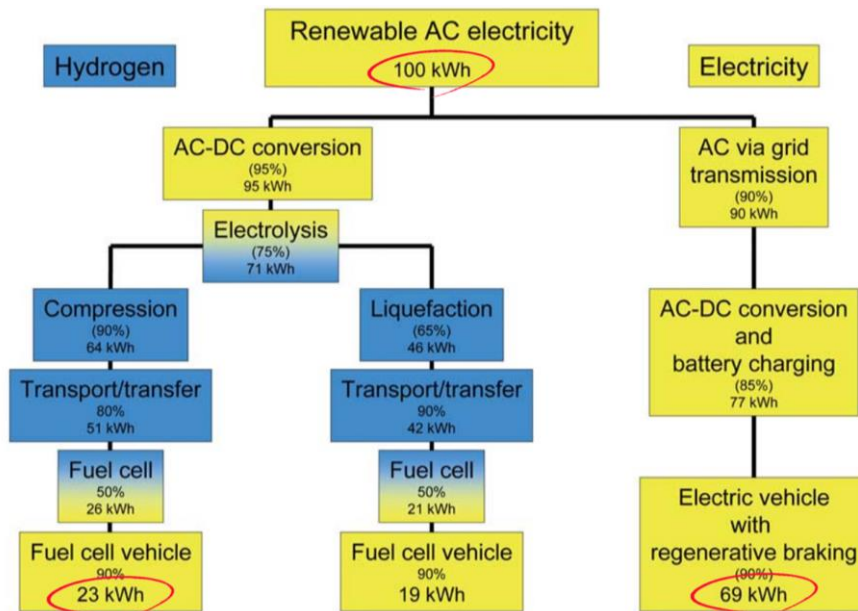 Renewable AC electricity
100 kWh
Hydrogen
Electricity
AC-DC conversion
(95%)
95 kWh
Electrolysis
(75%)
71 kWh
Compression
(90%)
64 kWh
Transport/transfer
80%
51 kWh
Fuel cell
50%
26 kWh
Fuel cell vehicle
90%
23 kWh
Liquefaction
(65%)
46 kWh
Transport/transfer
90%
42 kWh
Fuel cell
50%
21 kWh
Fuel cell vehicle
90%
19 kWh
AC via grid
transmission
(90%)
90 kWh
AC-DC conversion
and
battery charging
(85%)
77 kWh
Electric vehicle
with
regenerative braking
(90%)
69 kWh